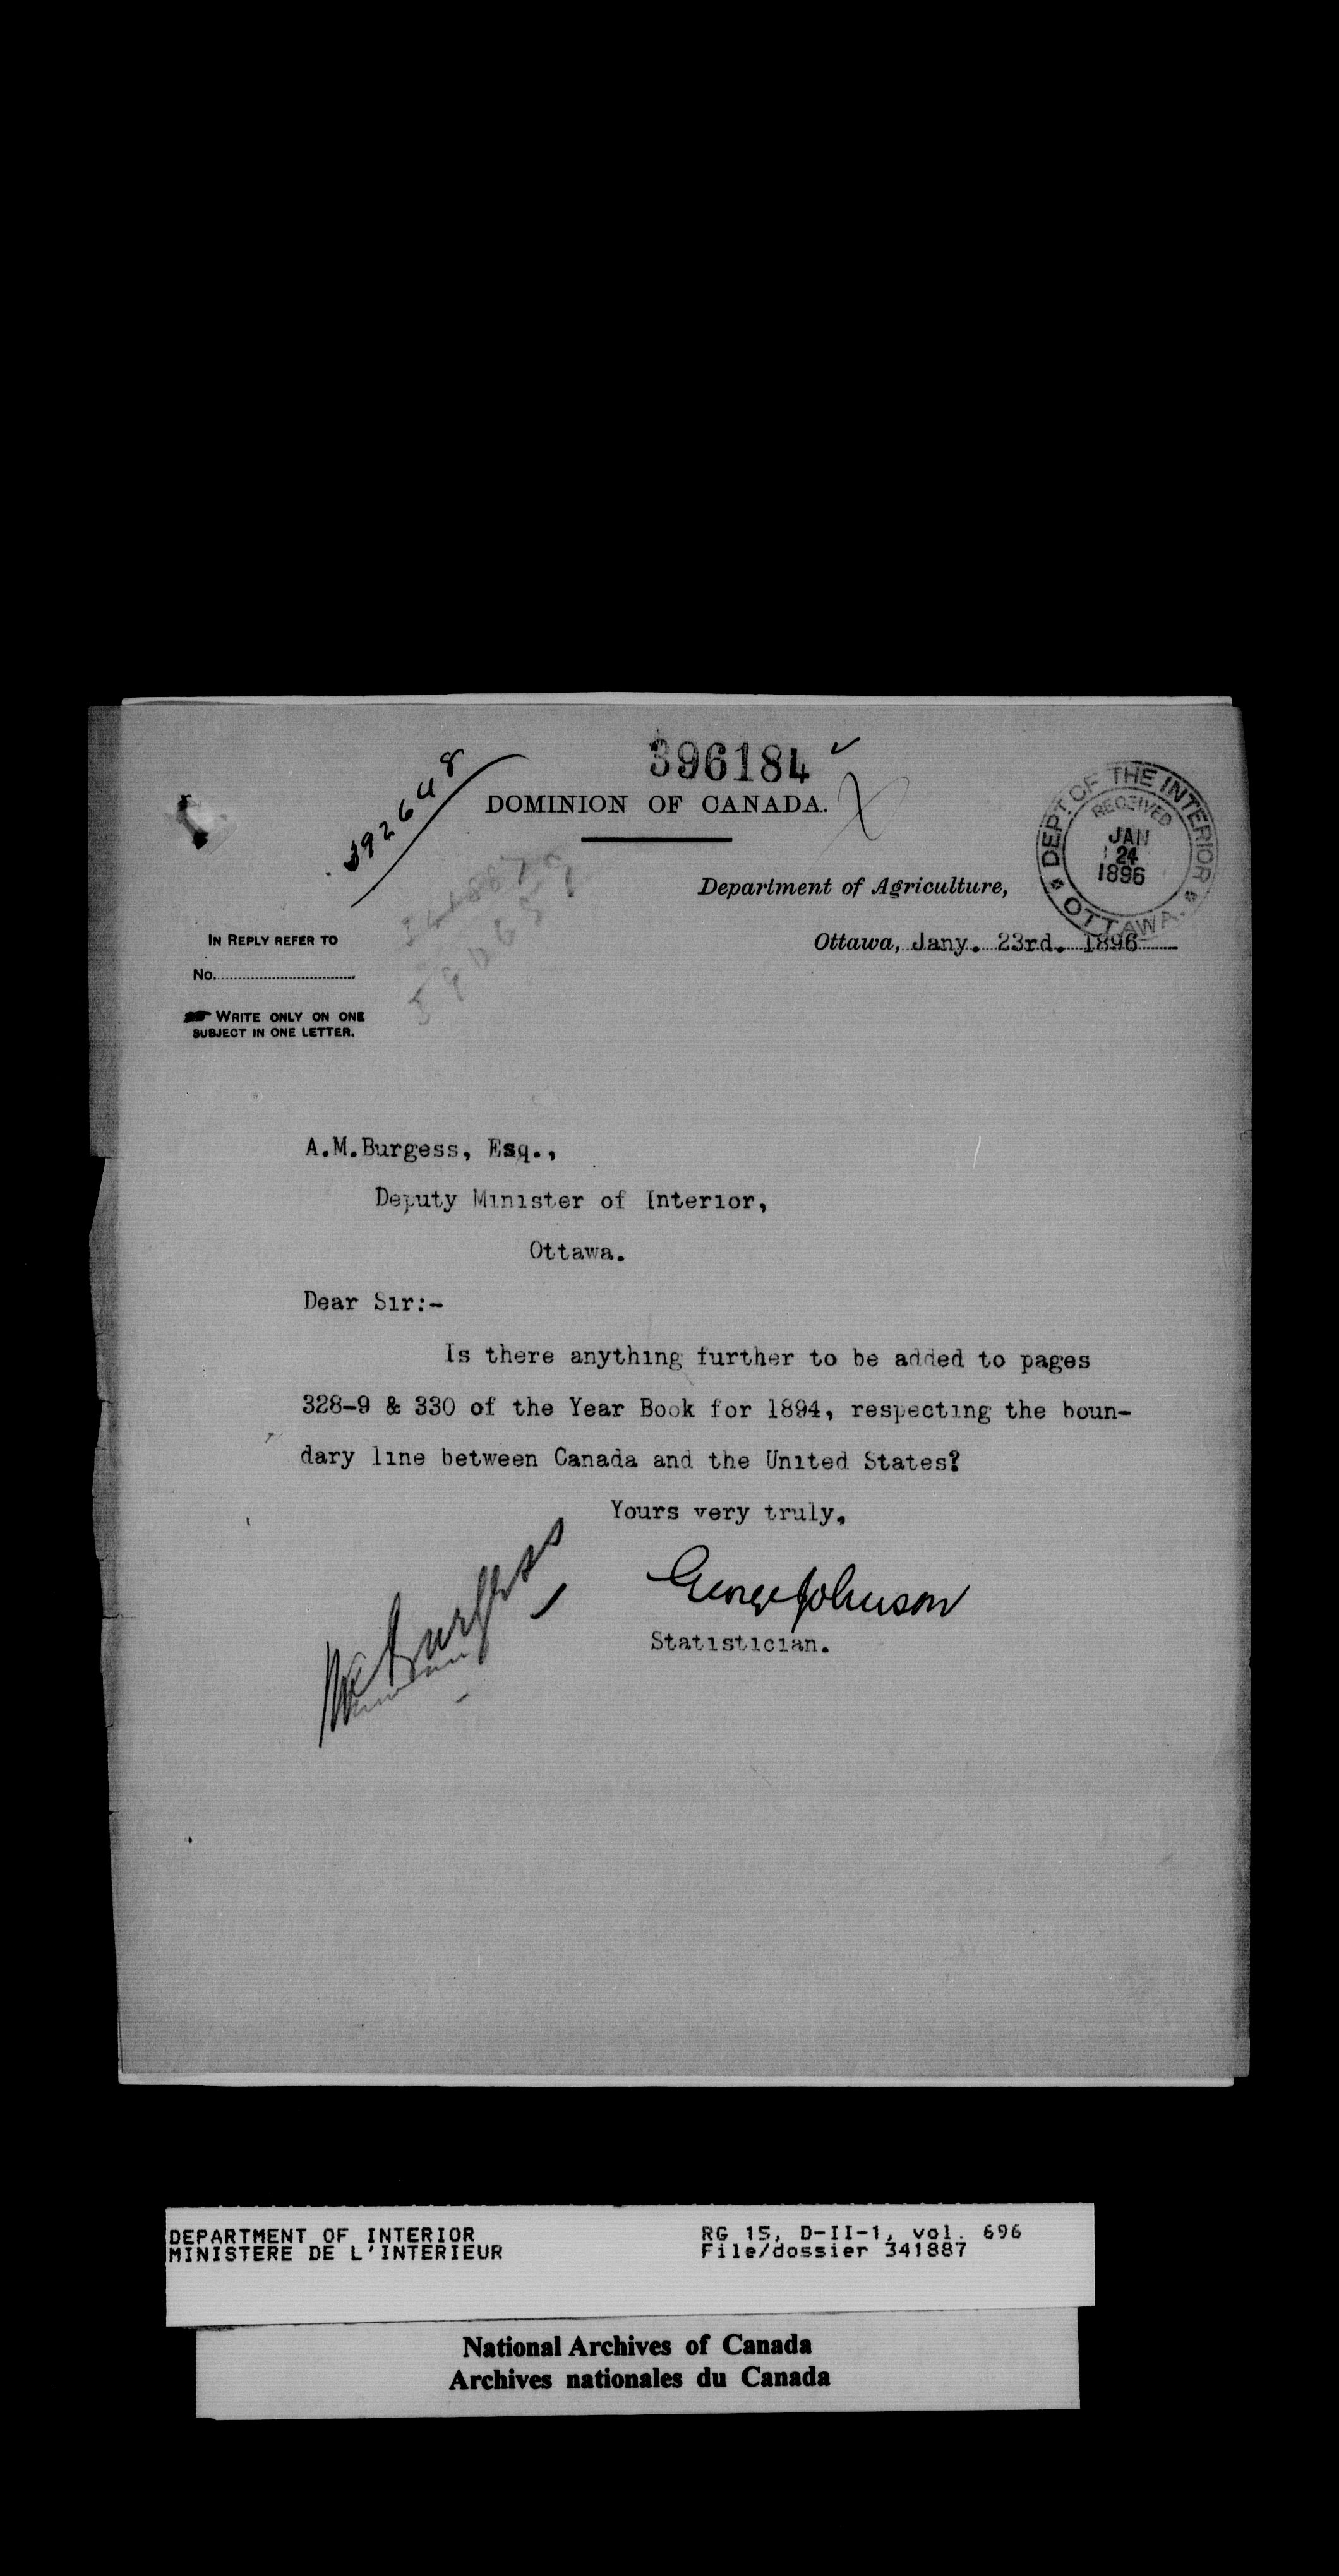 396184
392648
DOMINION OF CANADA.
DEPT. OF THE INTERIOR
RECEIVED
JAN
24
1896
OTTAWA.
Department of Agriculture,
IN REPLY REFER TO
Ottawa, Jany. 23rd. 1896
No.
WRITE ONLY ON ONE
SUBJECT IN ONE LETTER.
A.M.Burgess, Esq.,
Deputy Minister of Interior,
Ottawa.
Dear Sir:-
Is there anything further to be added to pages
328-9 & 330 of the Year Book for 1894, respecting the boun-
dary line between Canada and the United States?
Yours very truly,
George Johnson
Statistician.
Burgess
DEPARTMENT OF INTERIOR
MINISTERE DE L'INTERIEUR
RG 15, D-II-1, vol. 696
File/dossier 341887
National Archives of Canada
Archives nationales du Canada